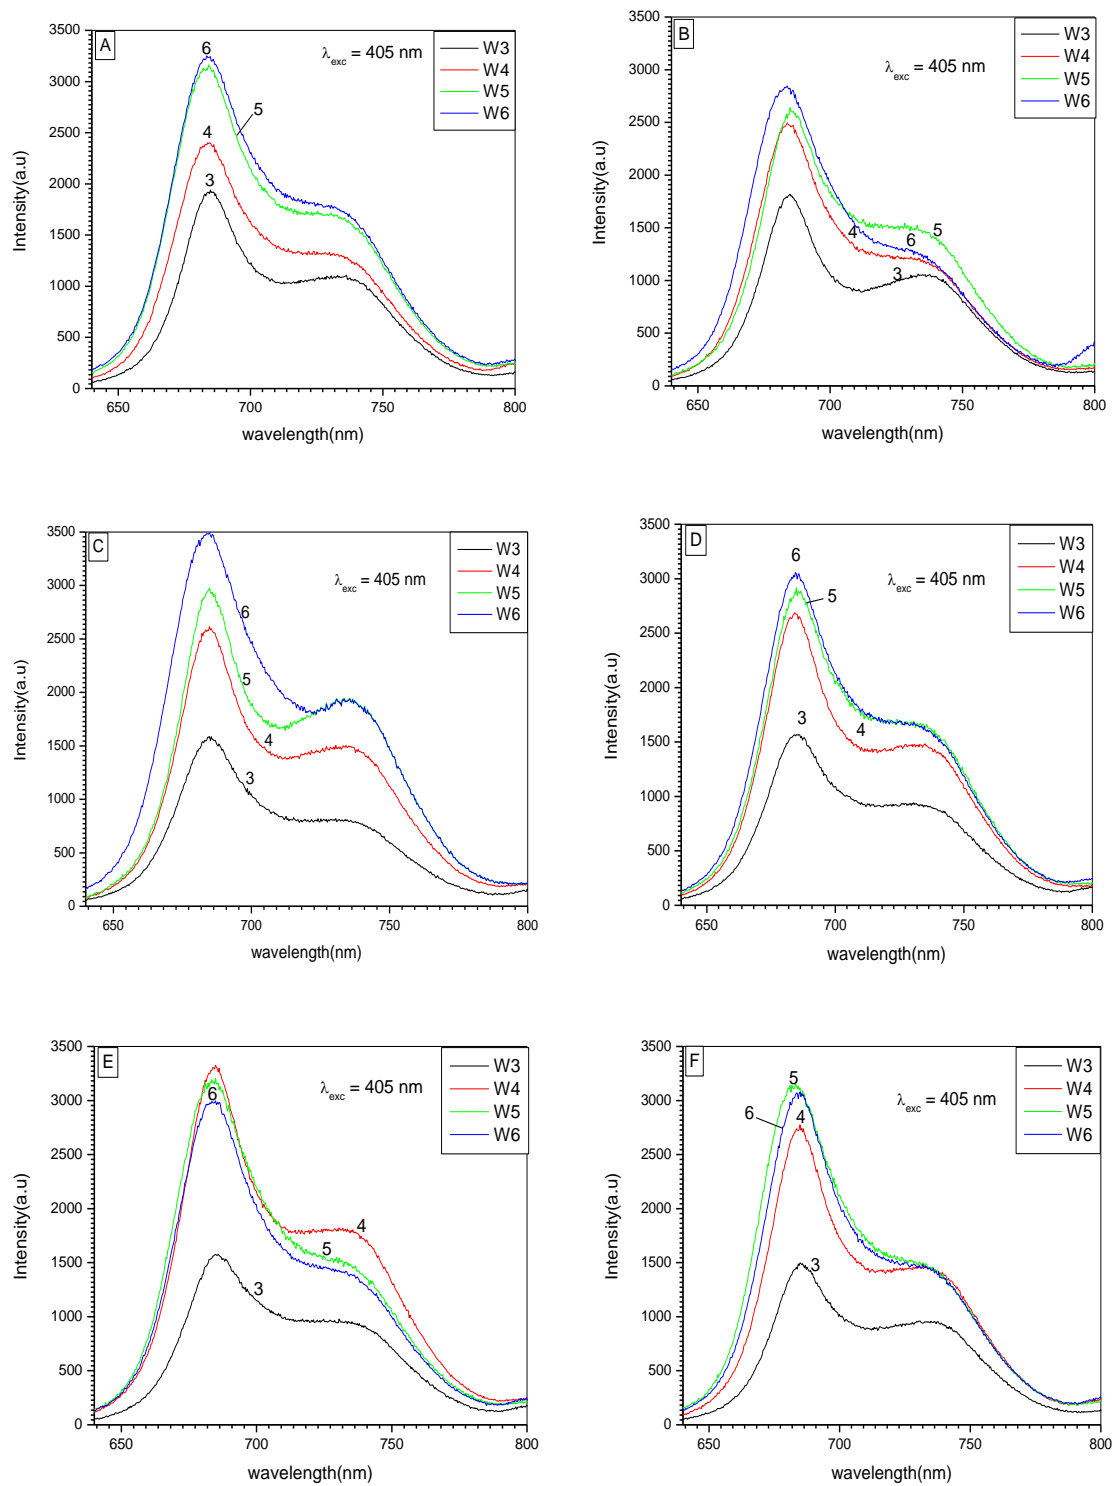 A
λexc = 405 nm
W3
W4
W5
W6
6
5
4
3
Intensity(a.u)
3500
3000
2500
2000
1500
1000
500
0
650 700 750 800
wavelength(nm)
B
λexc = 405 nm
W3
W4
W5
W6
4
6
5
3
Intensity(a.u)
3500
3000
2500
2000
1500
1000
500
0
650 700 750 800
wavelength(nm)
C
λexc = 405 nm
W3
W4
W5
W6
6
5
4
3
Intensity(a.u)
3500
3000
2500
2000
1500
1000
500
0
650 700 750 800
wavelength(nm)
D
λexc = 405 nm
W3
W4
W5
W6
6
5
3
4
Intensity(a.u)
3500
3000
2500
2000
1500
1000
500
0
650 700 750 800
wavelength(nm)
E
λexc = 405 nm
W3
W4
W5
W6
6
4
5
3
Intensity(a.u)
3500
3000
2500
2000
1500
1000
500
0
650 700 750 800
wavelength(nm)
F
λexc = 405 nm
W3
W4
W5
W6
5
6
4
3
Intensity(a.u)
3500
3000
2500
2000
1500
1000
500
0
650 700 750 800
wavelength(nm)